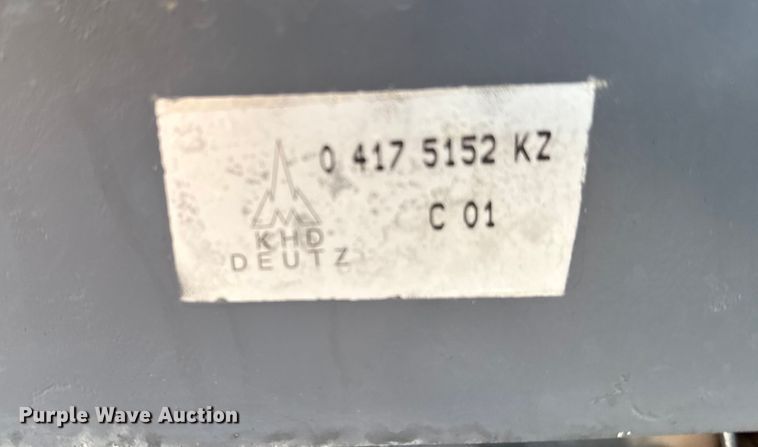 0 417 5152 KZ
C 01
KHD
DEUTZ
Purple Wave Auction